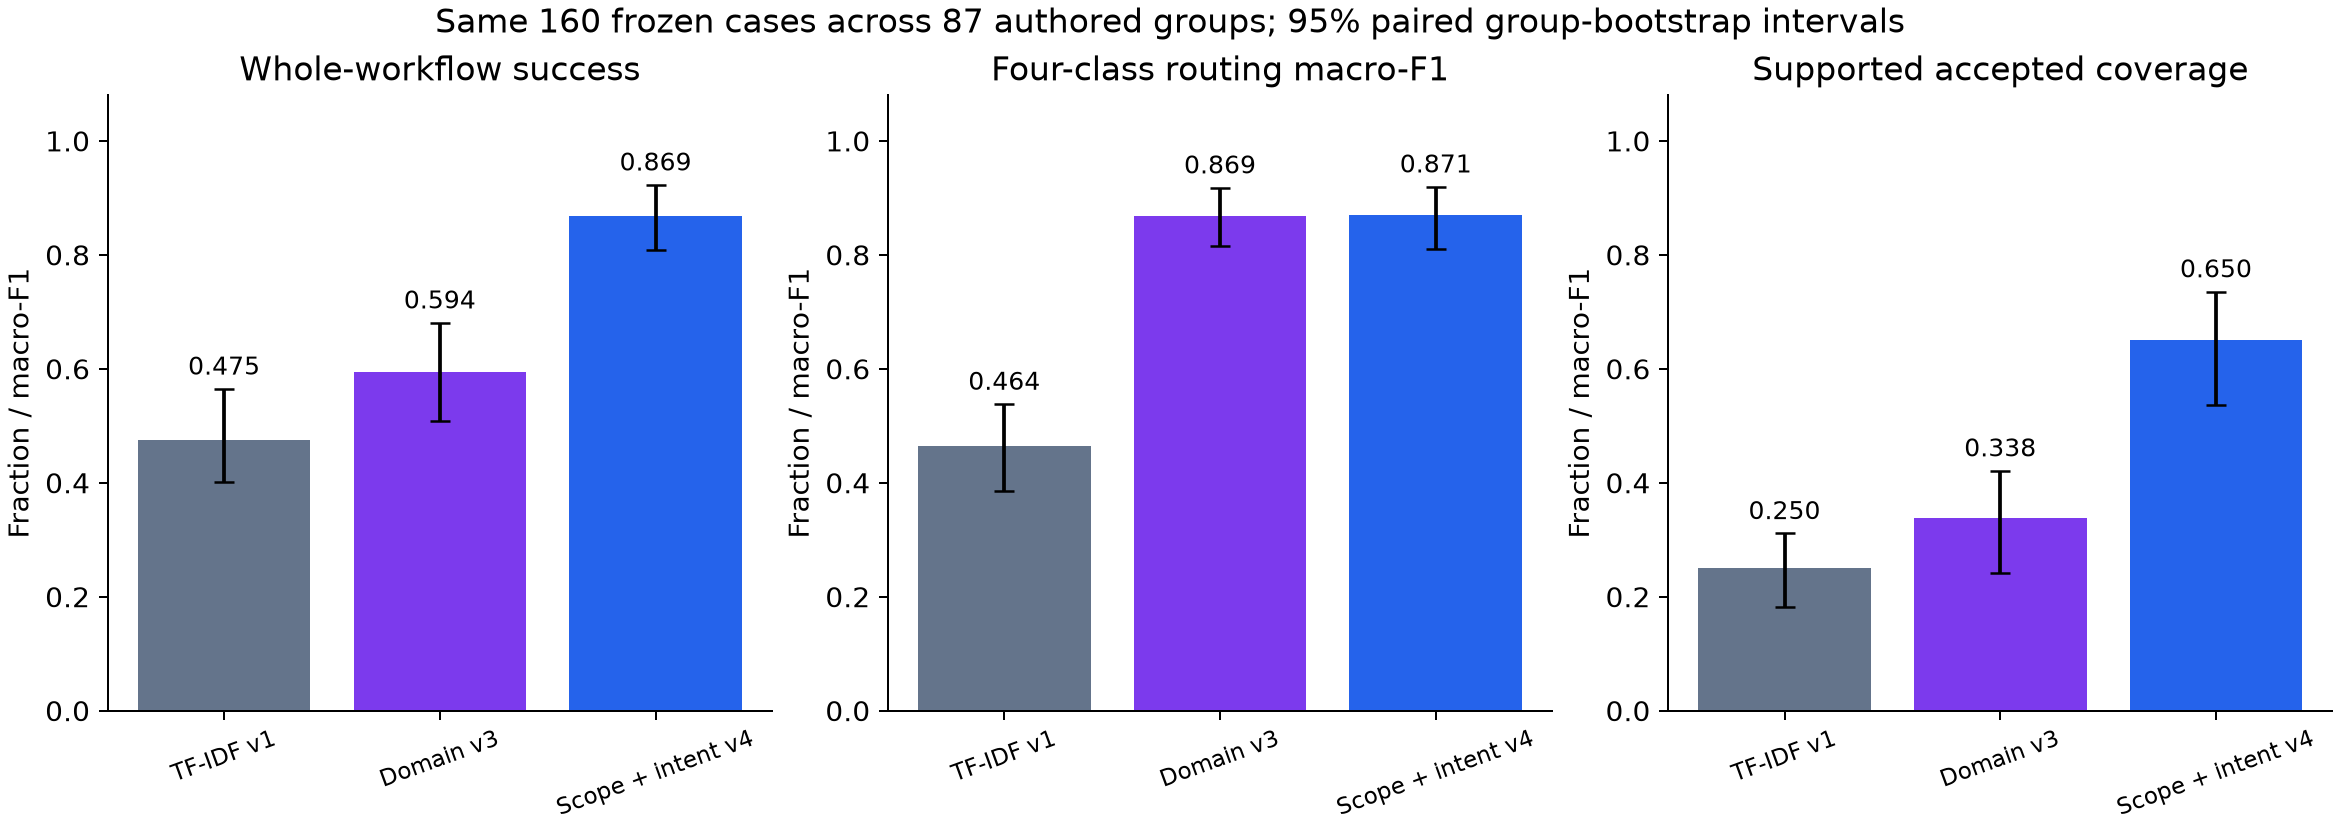 Same 160 frozen cases across 87 authored groups; 95% paired group-bootstrap intervals
Whole-workflow success
Fraction / macro-F1
1.0
0.8
0.6
0.4
0.2
0.0
0.475
0.594
0.869
TF-IDF v1
Domain v3
Scope + intent v4
Four-class routing macro-F1
Fraction / macro-F1
1.0
0.8
0.6
0.4
0.2
0.0
0.464
0.869
0.871
TF-IDF v1
Domain v3
Scope + intent v4
Supported accepted coverage
Fraction / macro-F1
1.0
0.8
0.6
0.4
0.2
0.0
0.250
0.338
0.650
TF-IDF v1
Domain v3
Scope + intent v4